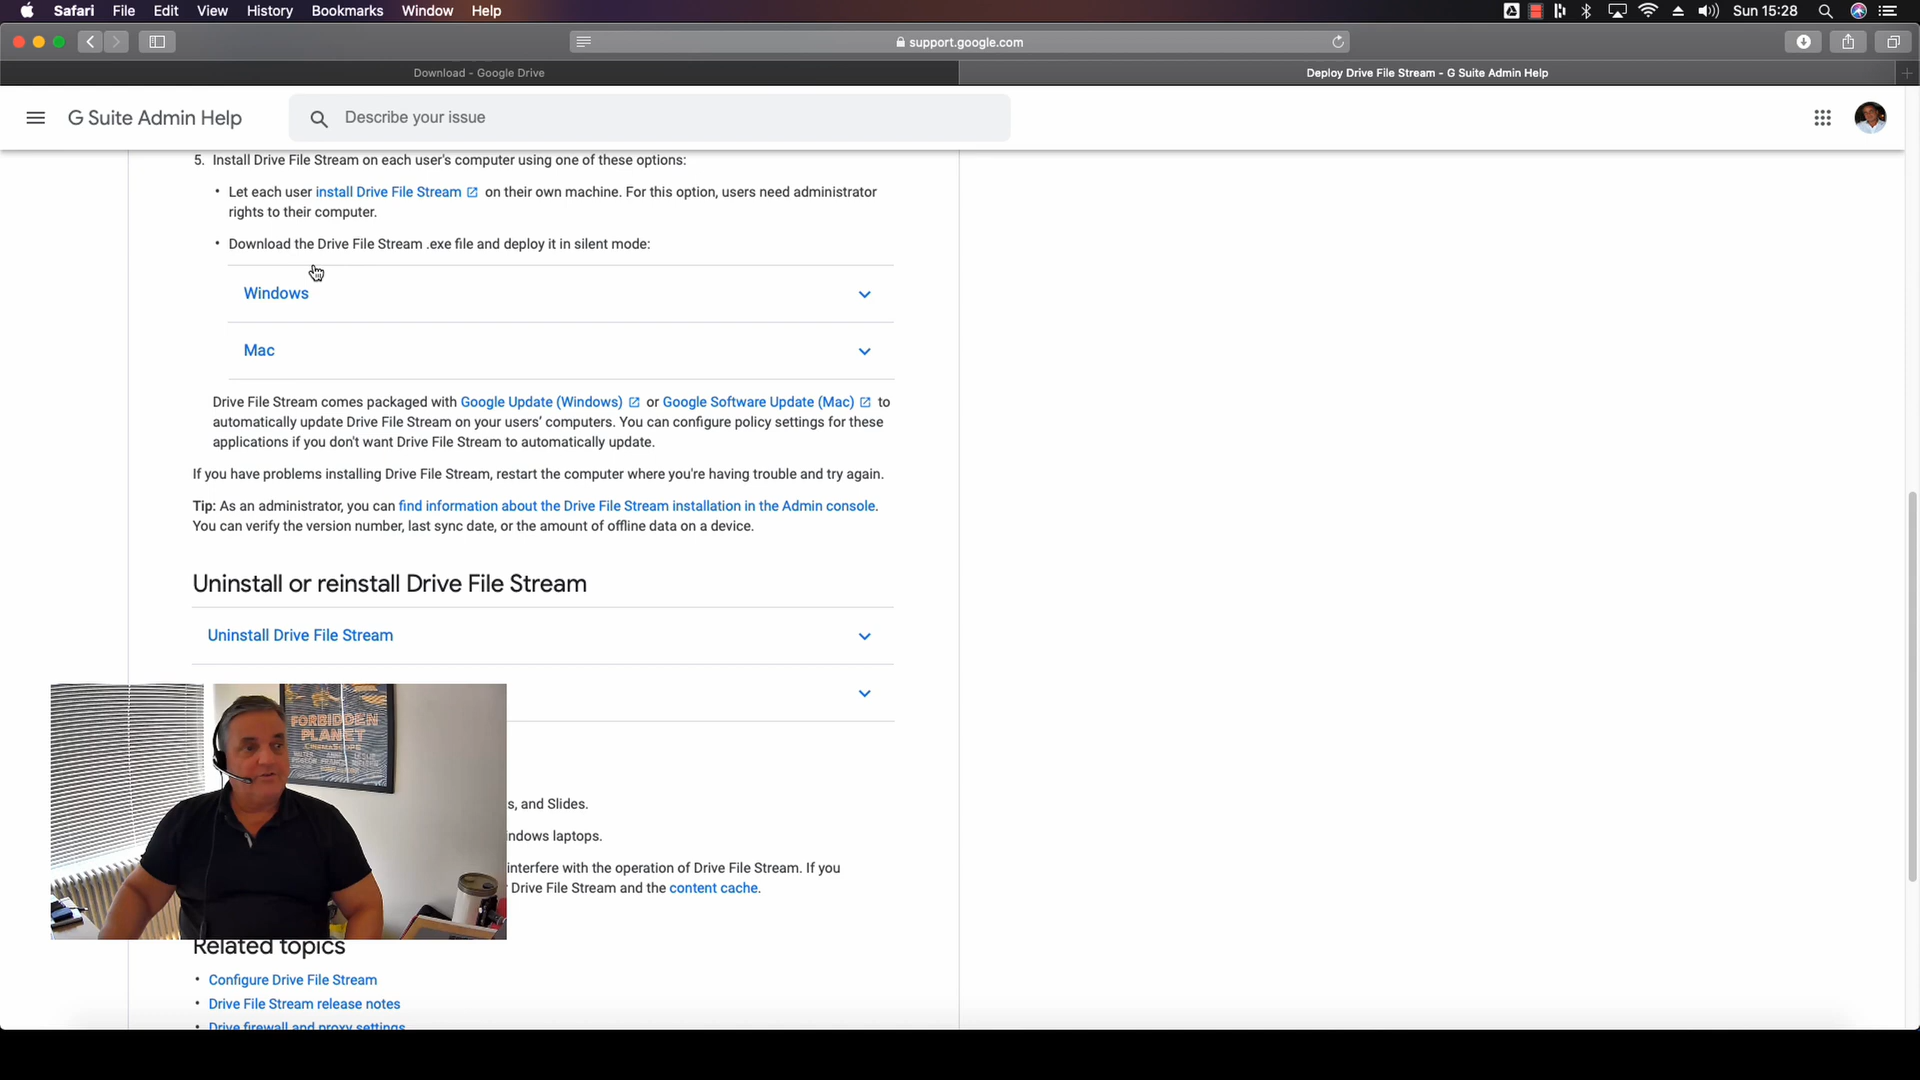 Safari File Edit View History Bookmarks Window Help Sun 15:28
support.google.com
Download - Google Drive Deploy Drive File Stream - G Suite Admin Help
G Suite Admin Help Describe your issue
5. Install Drive File Stream on each user's computer using one of these options:
• Let each user install Drive File Stream on their own machine. For this option, users need administrator
rights to their computer.
• Download the Drive File Stream .exe file and deploy it in silent mode:
Windows
Mac
Drive File Stream comes packaged with Google Update (Windows) or Google Software Update (Mac) to
automatically update Drive File Stream on your users’ computers. You can configure policy settings for these
applications if you don't want Drive File Stream to automatically update.
If you have problems installing Drive File Stream, restart the computer where you're having trouble and try again.
Tip: As an administrator, you can find information about the Drive File Stream installation in the Admin console.
You can verify the version number, last sync date, or the amount of offline data on a device.
Uninstall or reinstall Drive File Stream
Uninstall Drive File Stream
FORBIDDEN
PLANET
CINEMASCOPE
s, and Slides.
indows laptops.
interfere with the operation of Drive File Stream. If you
Drive File Stream and the content cache.
Related topics
• Configure Drive File Stream
• Drive File Stream release notes
• Drive firewall and proxy settings